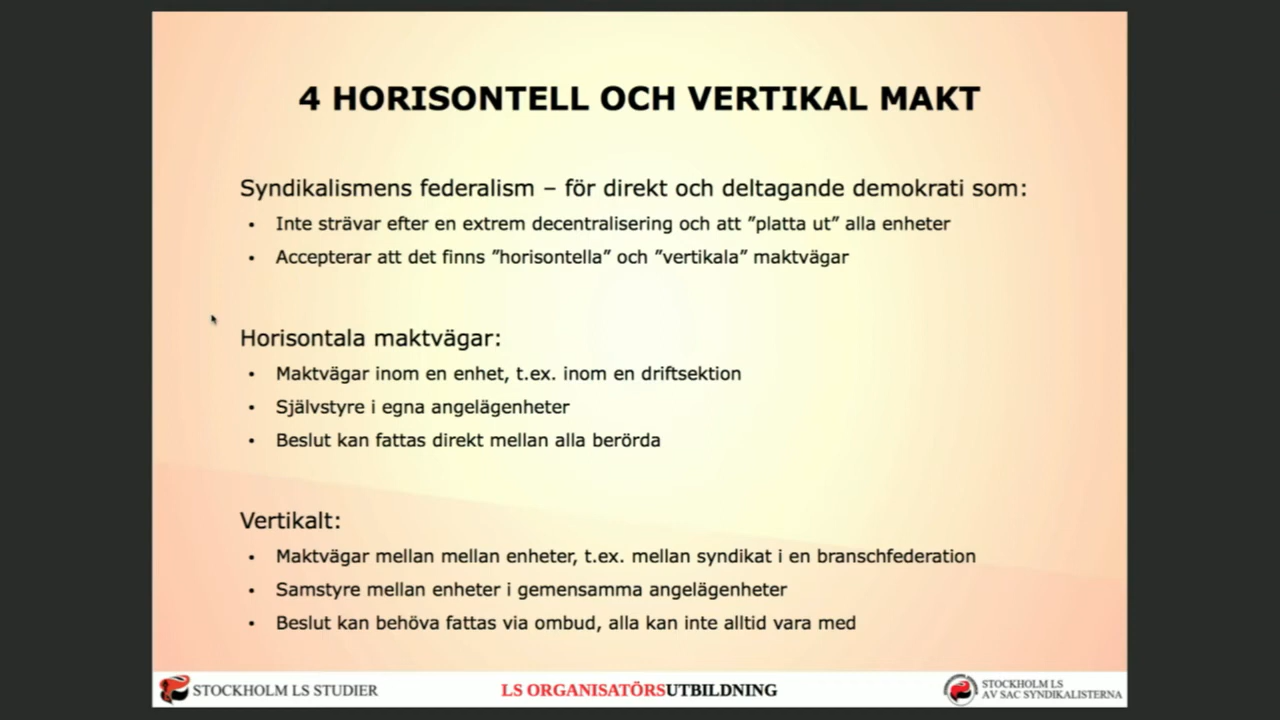 4 HORISONTELL OCH VERTIKAL MAKT
Syndikalismens federalism – för direkt och deltagande demokrati som:
• Inte strävar efter en extrem decentralisering och att ”platta ut” alla enheter
• Accepterar att det finns ”horisontella” och ”vertikala” maktvägar
Horisontala maktvägar:
• Maktvägar inom en enhet, t.ex. inom en driftsektion
• Självstyre i egna angelägenheter
• Beslut kan fattas direkt mellan alla berörda
Vertikalt:
• Maktvägar mellan mellan enheter, t.ex. mellan syndikat i en branschfederation
• Samstyre mellan enheter i gemensamma angelägenheter
• Beslut kan behöva fattas via ombud, alla kan inte alltid vara med
STOCKHOLM LS STUDIER
LS ORGANISATÖRSUTBILDNING
STOCKHOLM LS
AV SAC SYNDIKALISTERNA